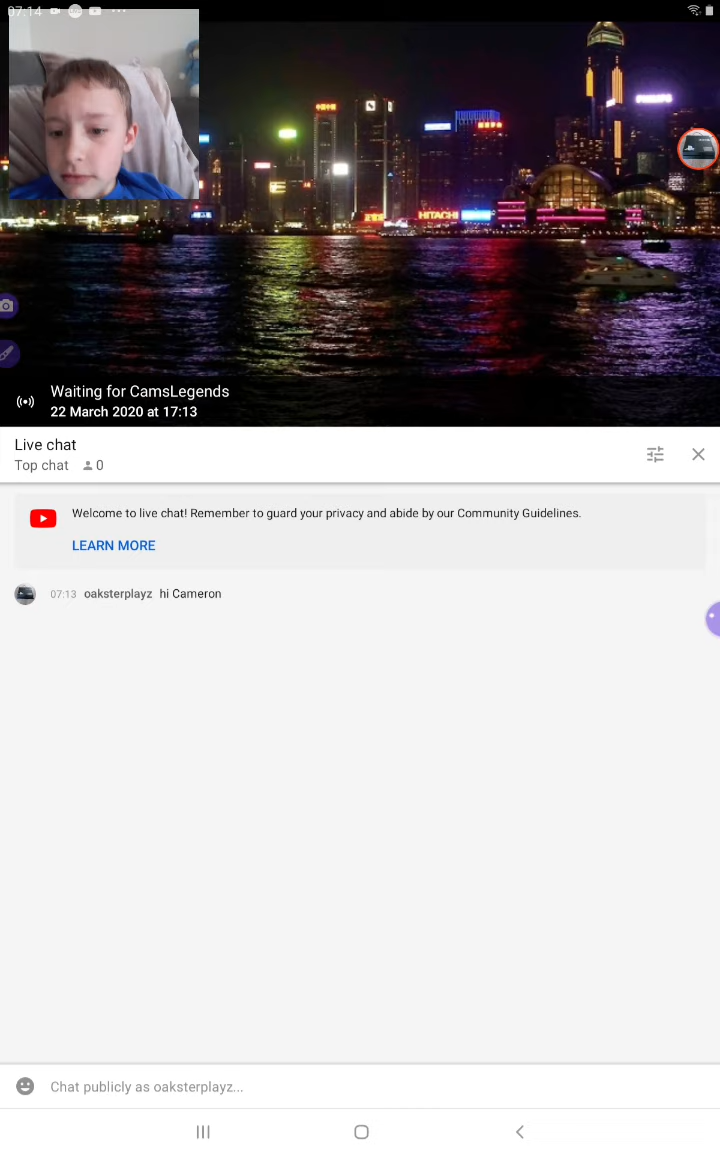 07:14
HITACHI
PHILIPS
Waiting for CamsLegends
22 March 2020 at 17:13
Live chat
Top chat 0
Welcome to live chat! Remember to guard your privacy and abide by our Community Guidelines.
LEARN MORE
07:13 oaksterplayz hi Cameron
Chat publicly as oaksterplayz...